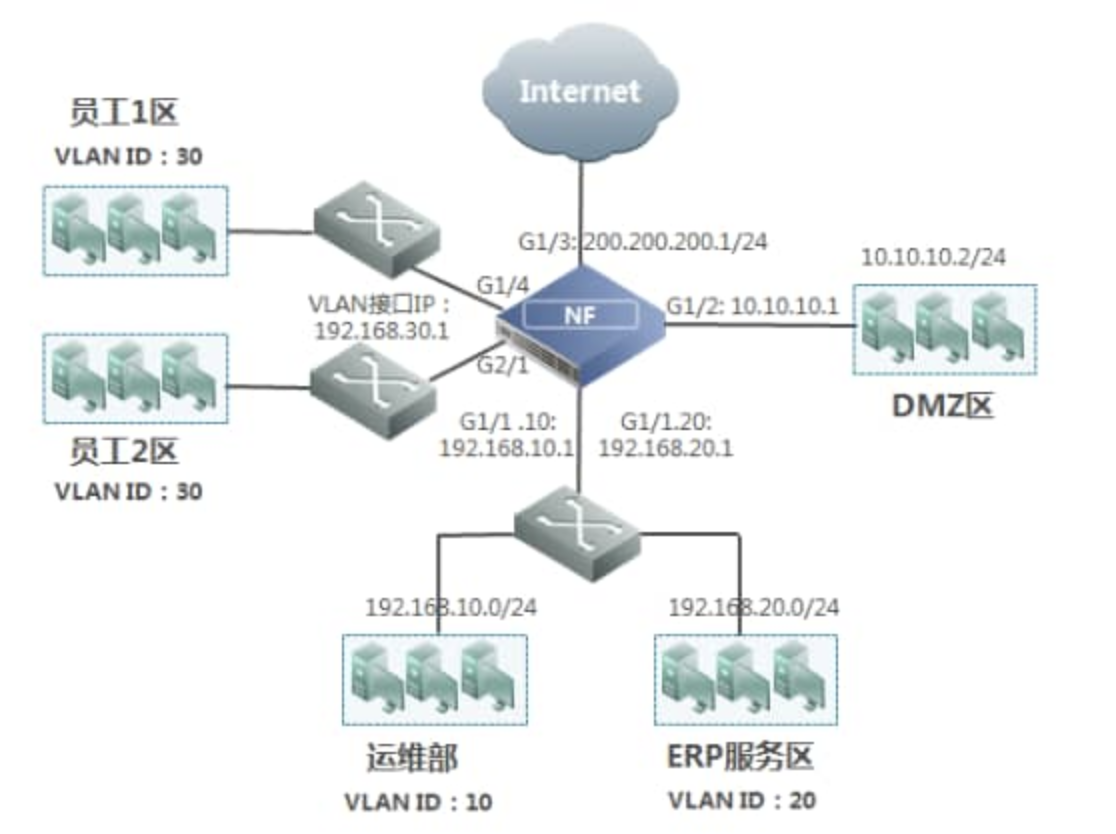 Internet
员工1区
VLAN ID：30
G1/3: 200.200.200.1/24
10.10.10.2/24
G1/4
VLAN接口IP：
192.168.30.1
NF
G1/2: 10.10.10.1
G2/1
DMZ区
员工2区
VLAN ID：30
G1/1 .10:
192.168.10.1
G1/1.20:
192.168.20.1
192.168.10.0/24
192.168.20.0/24
运维部
VLAN ID：10
ERP服务区
VLAN ID：20